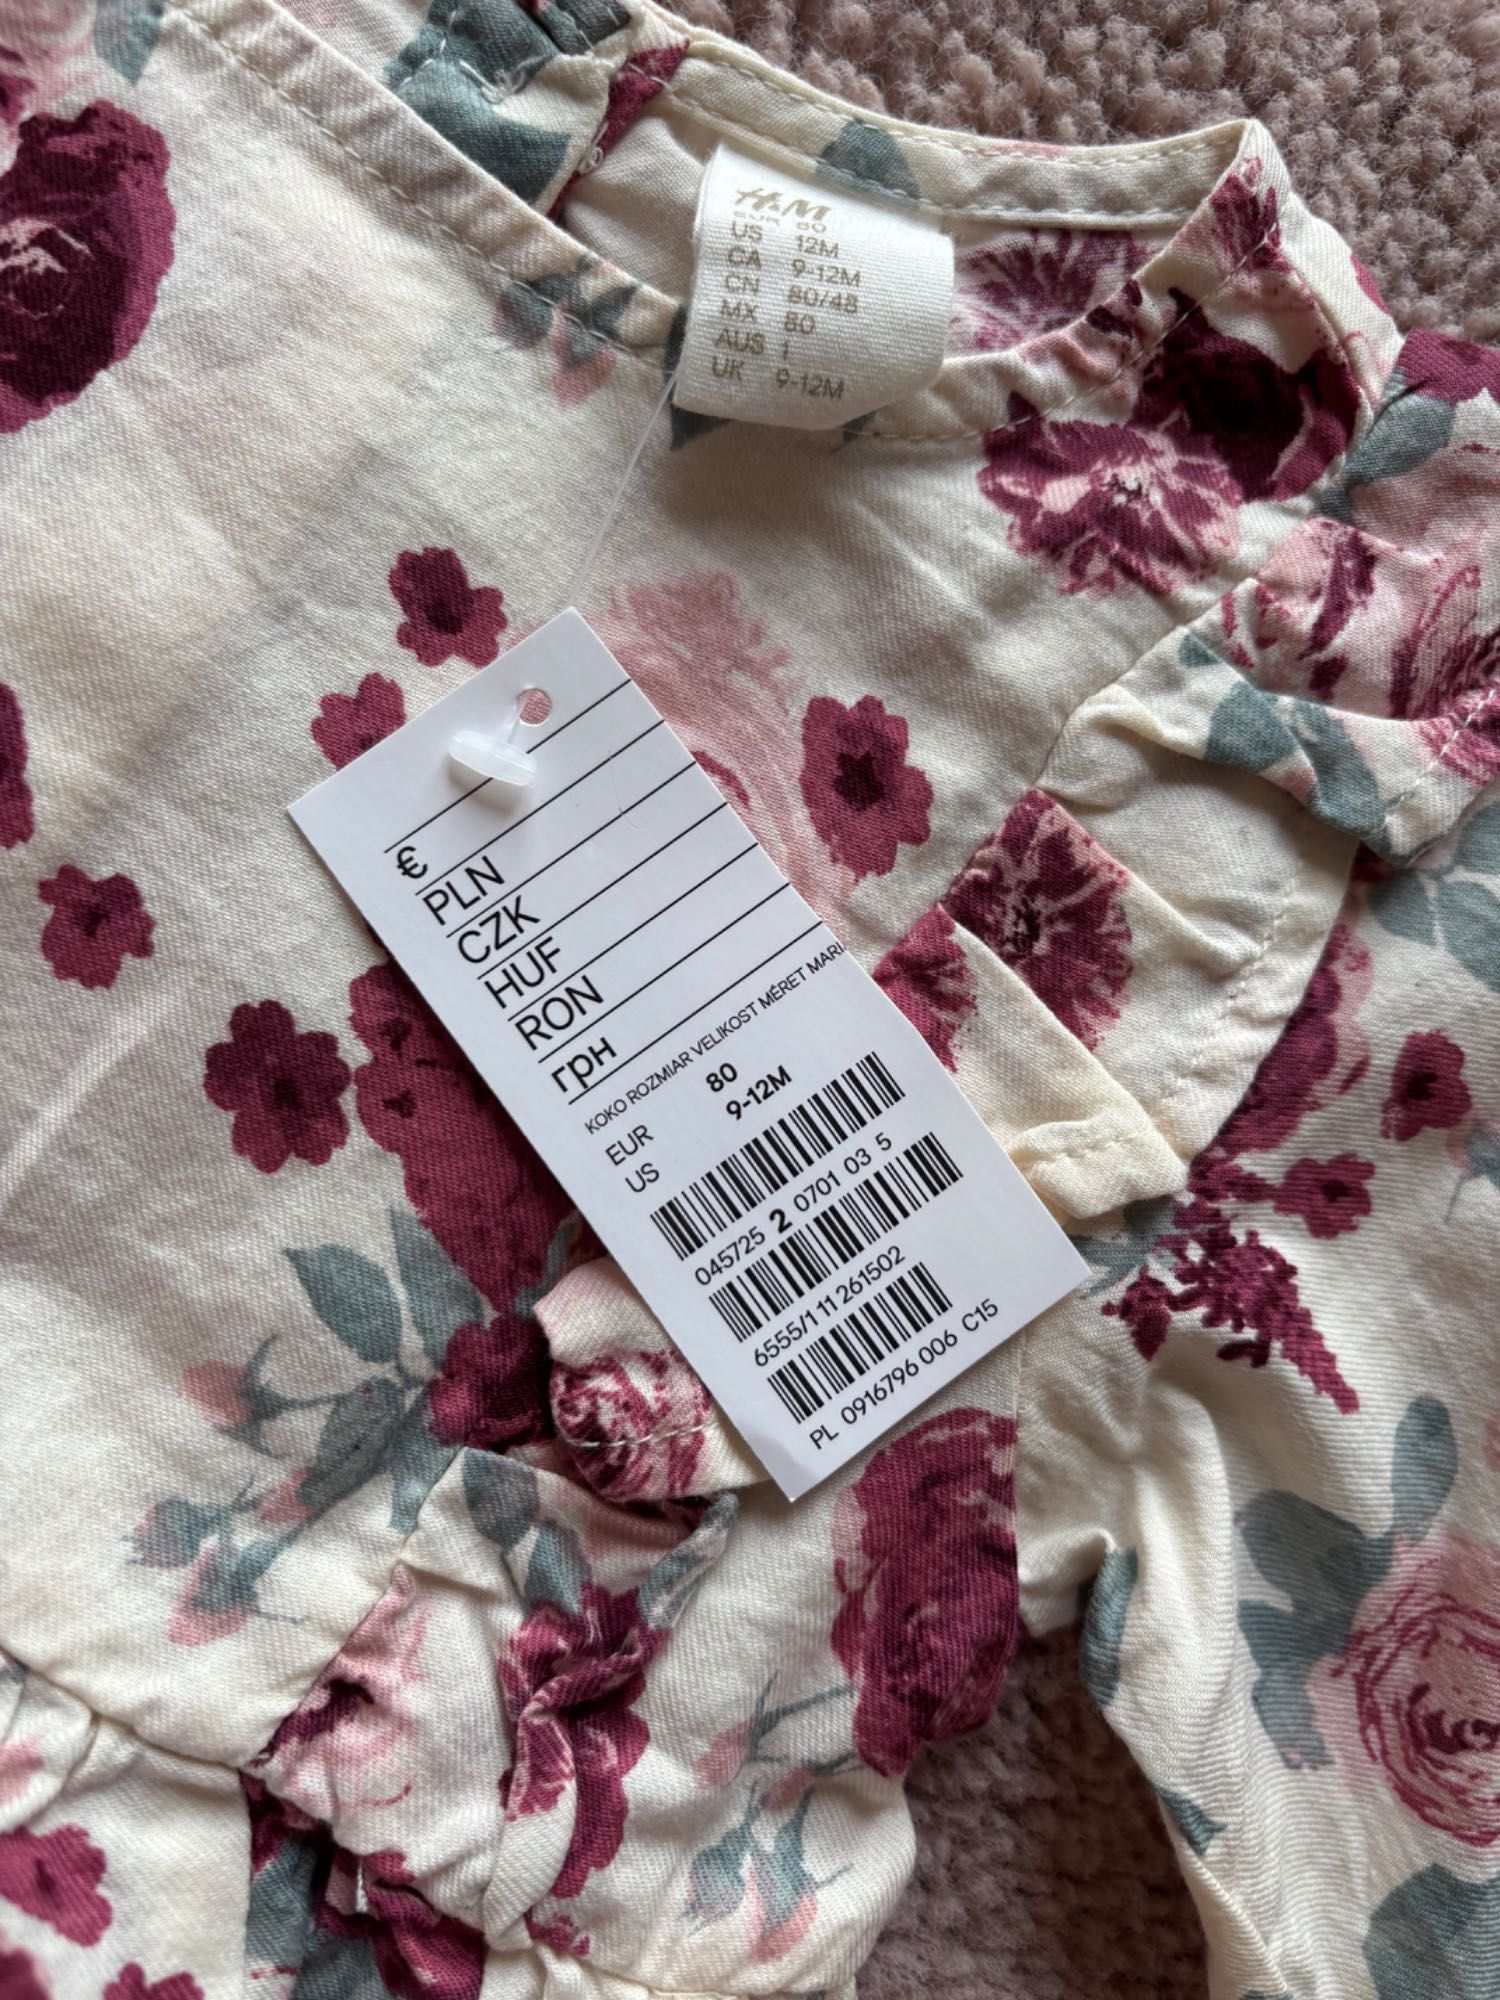 H&M
EUR 80
US 12M
CA 9-12M
CN 80/48
MX 80
AUS 1
UK 9-12M
€
PLN
CZK
HUF
RON
грн
KOKO ROZMIAR VELIKOST MÉRET
EUR 80
US 9-12M
045725 2 0701 03 5
6555/1 11 261502
PL 0916796 006 C15